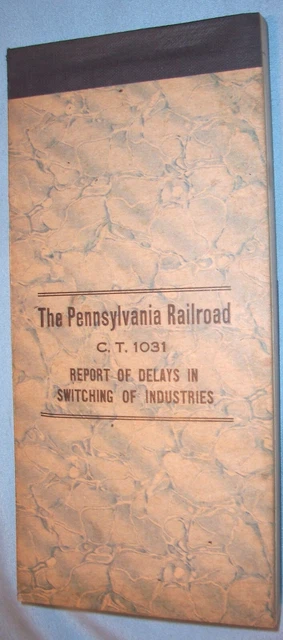 The Pennsylvania Railroad
C. T. 1031
REPORT OF DELAYS IN
SWITCHING OF INDUSTRIES